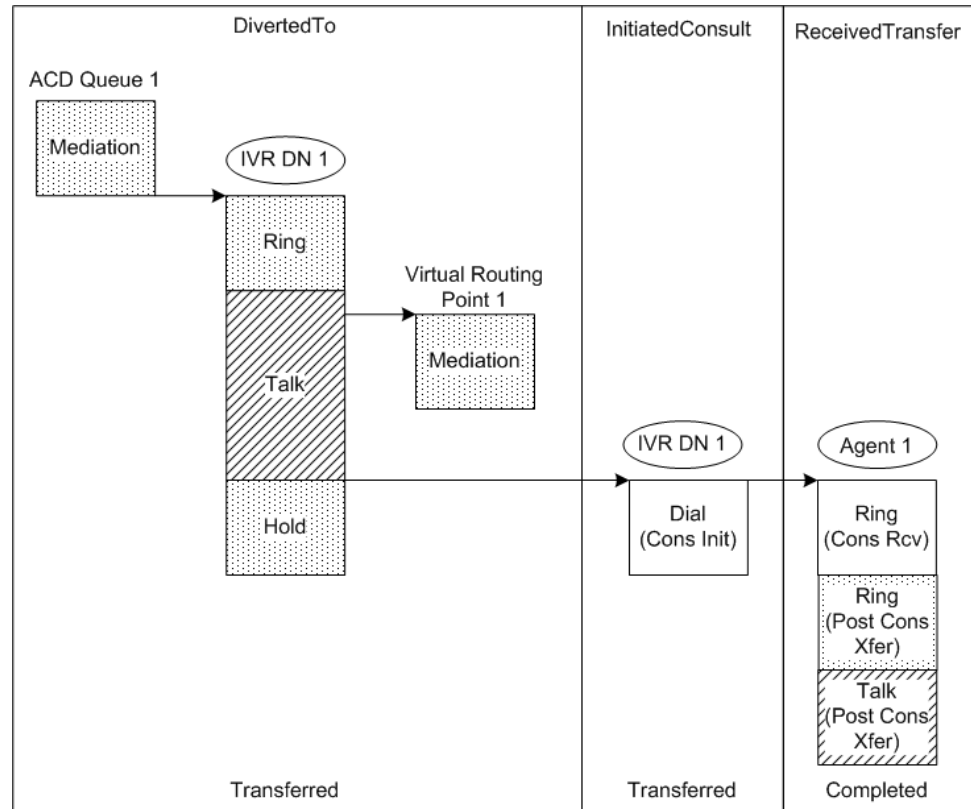 DivertedTo
InitiatedConsult
ReceivedTransfer
ACD Queue 1
Mediation
IVR DN 1
Ring
Talk
Hold
Virtual Routing
Point 1
Mediation
IVR DN 1
Dial
(Cons Init)
Agent 1
Ring
(Cons Rcv)
Ring
(Post Cons
Xfer)
Talk
(Post Cons
Xfer)
Transferred
Transferred
Completed